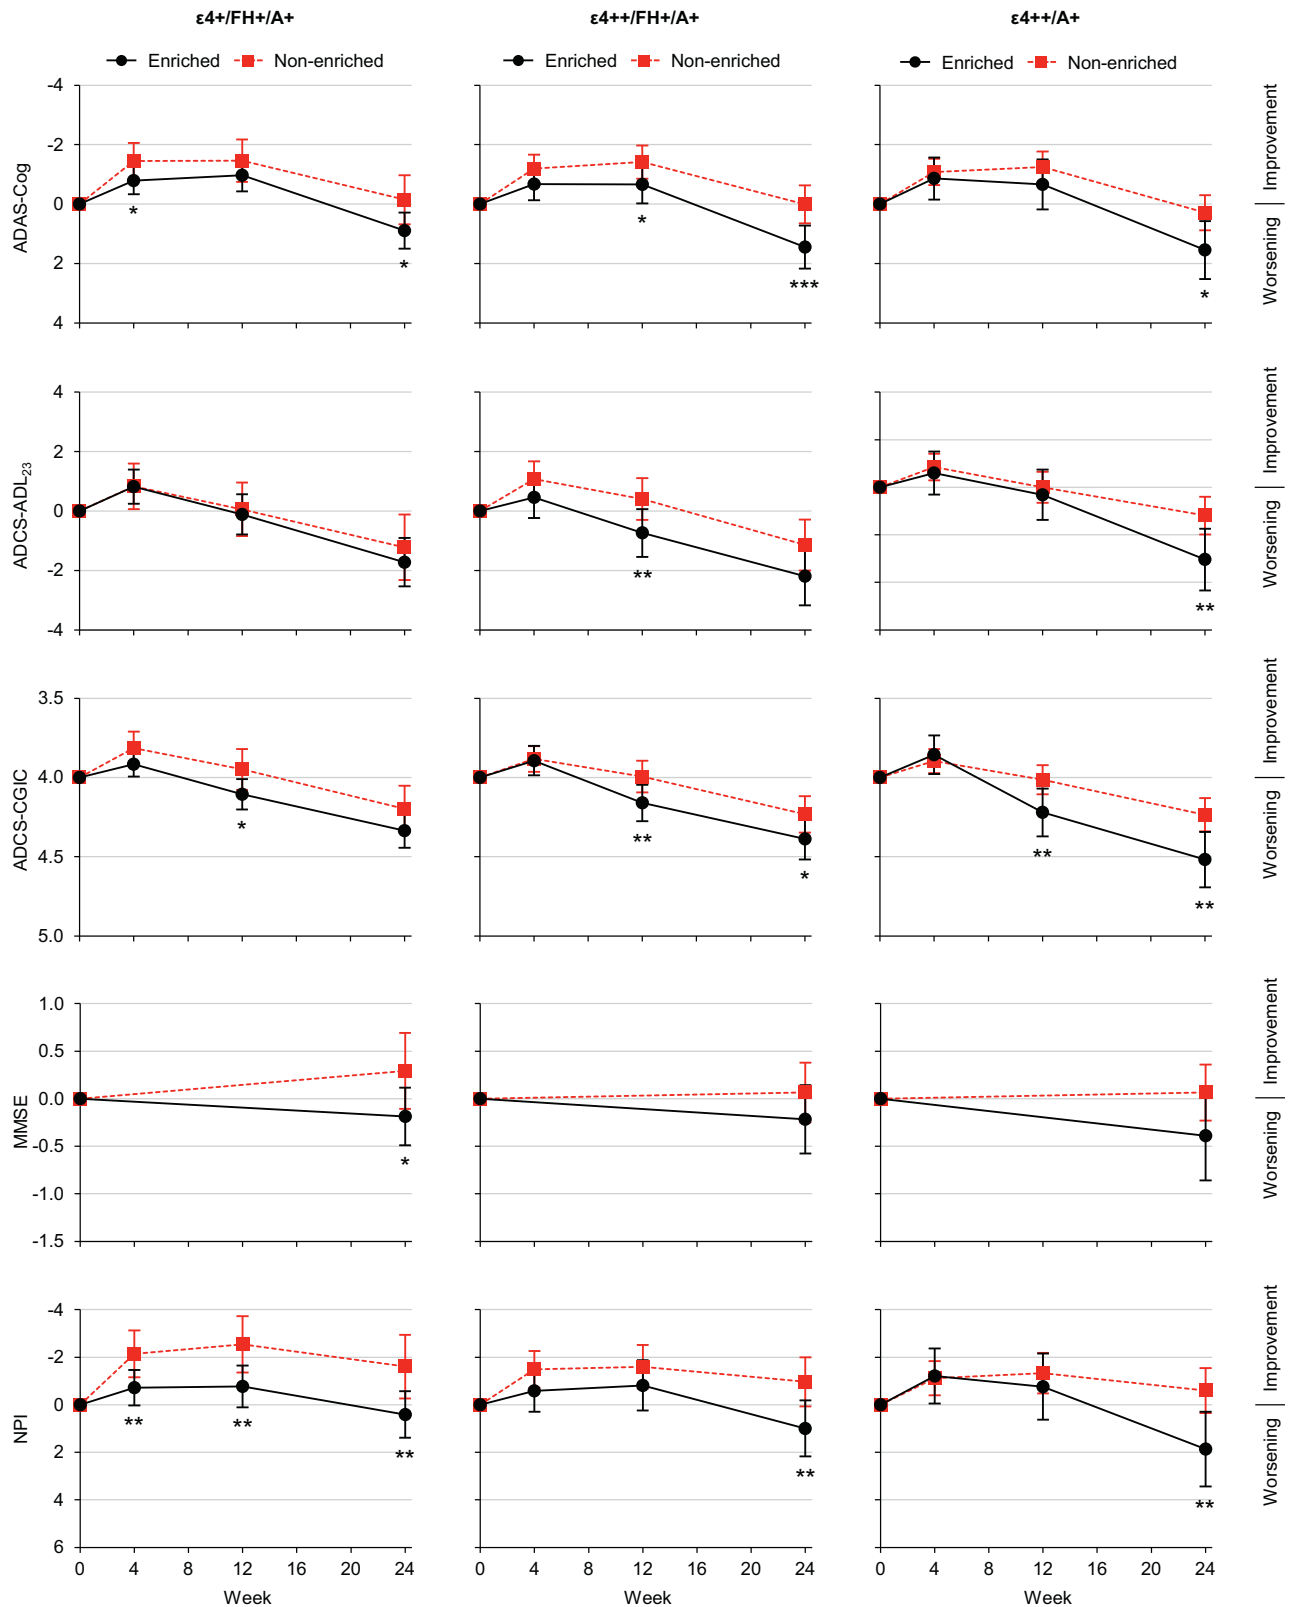 ε4+/FH+/A+ ε4++/FH+/A+ ε4++/A+
Enriched Non-enriched Enriched Non-enriched Enriched Non-enriched
ADAS-Cog
-4
-2
0
2
4
* * * *** *
Improvement
Worsening
ADCS-ADL23
4
2
0
-2
-4
** **
Improvement
Worsening
ADCS-CGIC
3.5
4.0
4.5
5.0
* ** * ** **
Improvement
Worsening
MMSE
1.0
0.5
0.0
-0.5
-1.0
-1.5
*
Improvement
Worsening
NPI
-4
-2
0
2
4
6
** ** ** ** **
Improvement
Worsening
0 4 8 12 16 20 24 0 4 8 12 16 20 24 0 4 8 12 16 20 24
Week Week Week